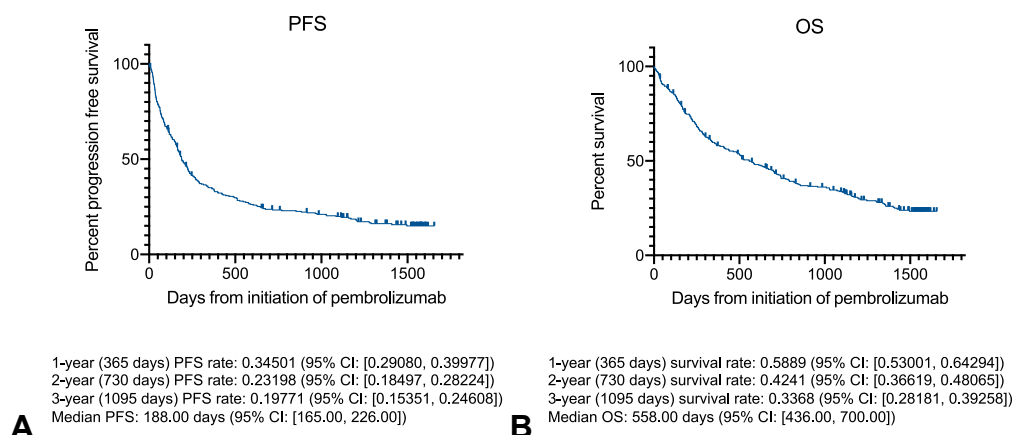 PFS
Percent progression free survival
100
50
0
0 500 1000 1500
Days from initiation of pembrolizumab
1-year (365 days) PFS rate: 0.34501 (95% CI: [0.29080, 0.39977])
2-year (730 days) PFS rate: 0.23198 (95% CI: [0.18497, 0.28224])
3-year (1095 days) PFS rate: 0.19771 (95% CI: [0.15351, 0.24608])
Median PFS: 188.00 days (95% CI: [165.00, 226.00])
A
OS
Percent survival
100
50
0
0 500 1000 1500
Days from initiation of pembrolizumab
1-year (365 days) survival rate: 0.5889 (95% CI: [0.53001, 0.64294])
2-year (730 days) survival rate: 0.4241 (95% CI: [0.36619, 0.48065])
3-year (1095 days) survival rate: 0.3368 (95% CI: [0.28181, 0.39258])
Median OS: 558.00 days (95% CI: [436.00, 700.00])
B